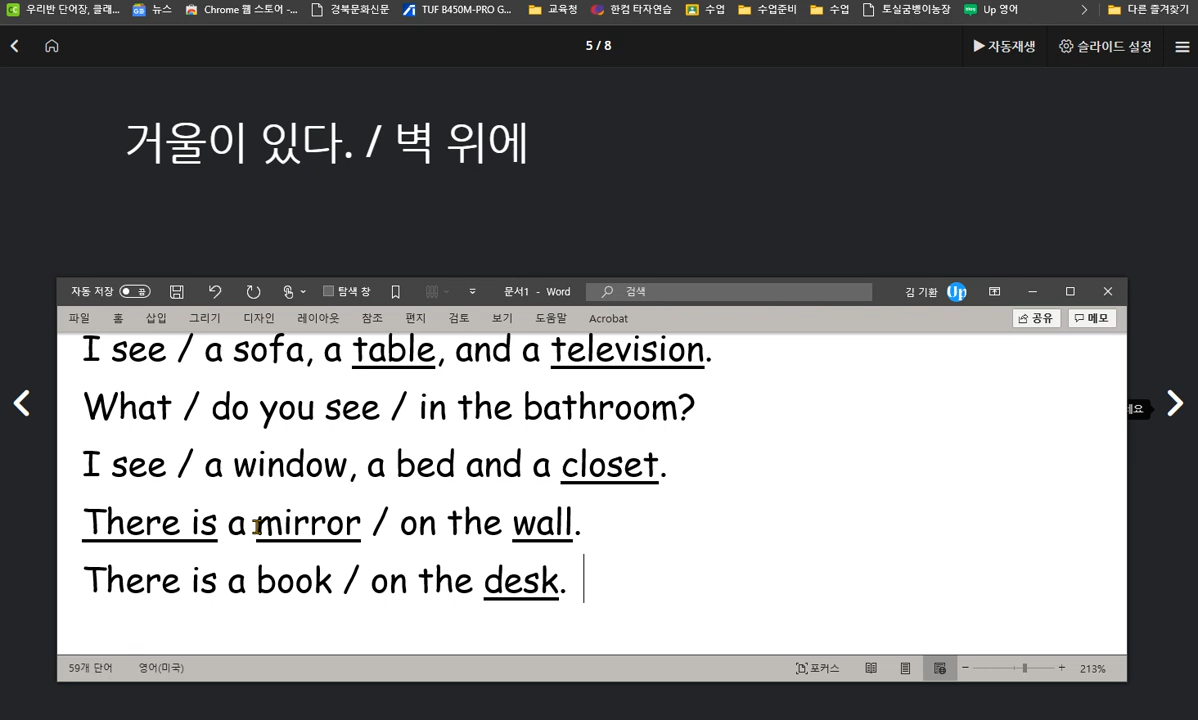 우리반 단어장, 클래... 뉴스 Chrome 웹 스토어 -... 경북문화신문 TUF B450M-PRO G... 교육청 한컴 타자연습 수업 수업준비 수업 토실굼벵이농장 Up 영어 다른 즐겨찾기
5 / 8 자동재생 슬라이드 설정
거울이 있다. / 벽 위에
자동 저장 끔 탐색 창 문서1 - Word 검색 김 기환 Up
파일 홈 삽입 그리기 디자인 레이아웃 참조 편지 검토 보기 도움말 Acrobat 공유 메모
I see / a sofa, a table, and a television.
What / do you see / in the bathroom?
I see / a window, a bed and a closet.
There is a mirror / on the wall.
There is a book / on the desk.
59개 단어 영어(미국) 포커스 213%